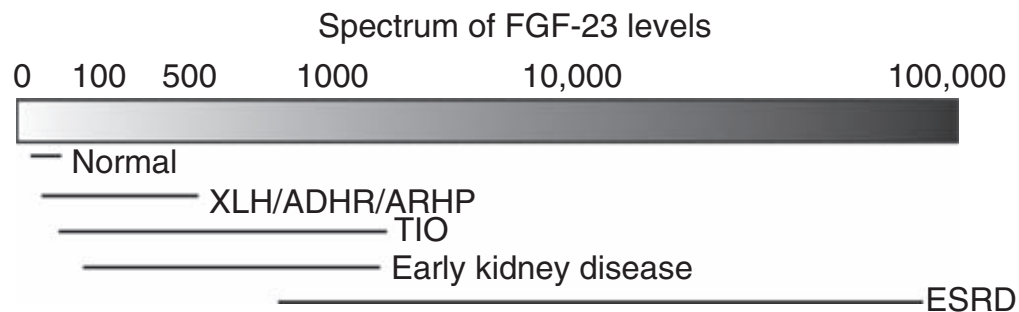 Spectrum of FGF-23 levels
0 100 500 1000 10,000 100,000
Normal
XLH/ADHR/ARHP
TIO
Early kidney disease
ESRD